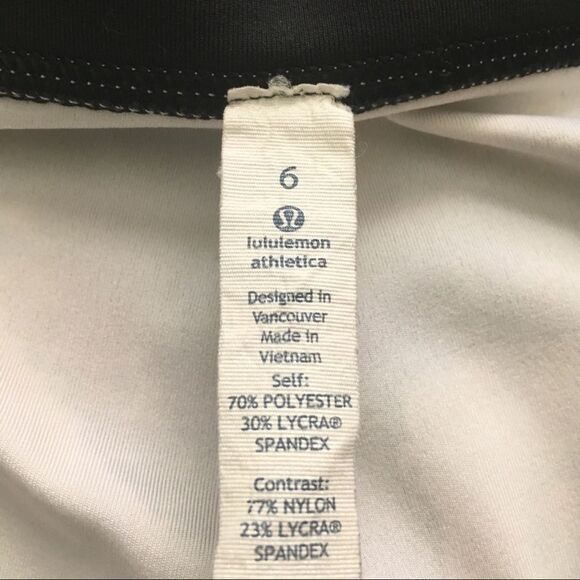 6
lululemon
athletica
Designed in
Vancouver
Made in
Vietnam
Self:
70% POLYESTER
30% LYCRA®
SPANDEX
Contrast:
77% NYLON
23% LYCRA®
SPANDEX